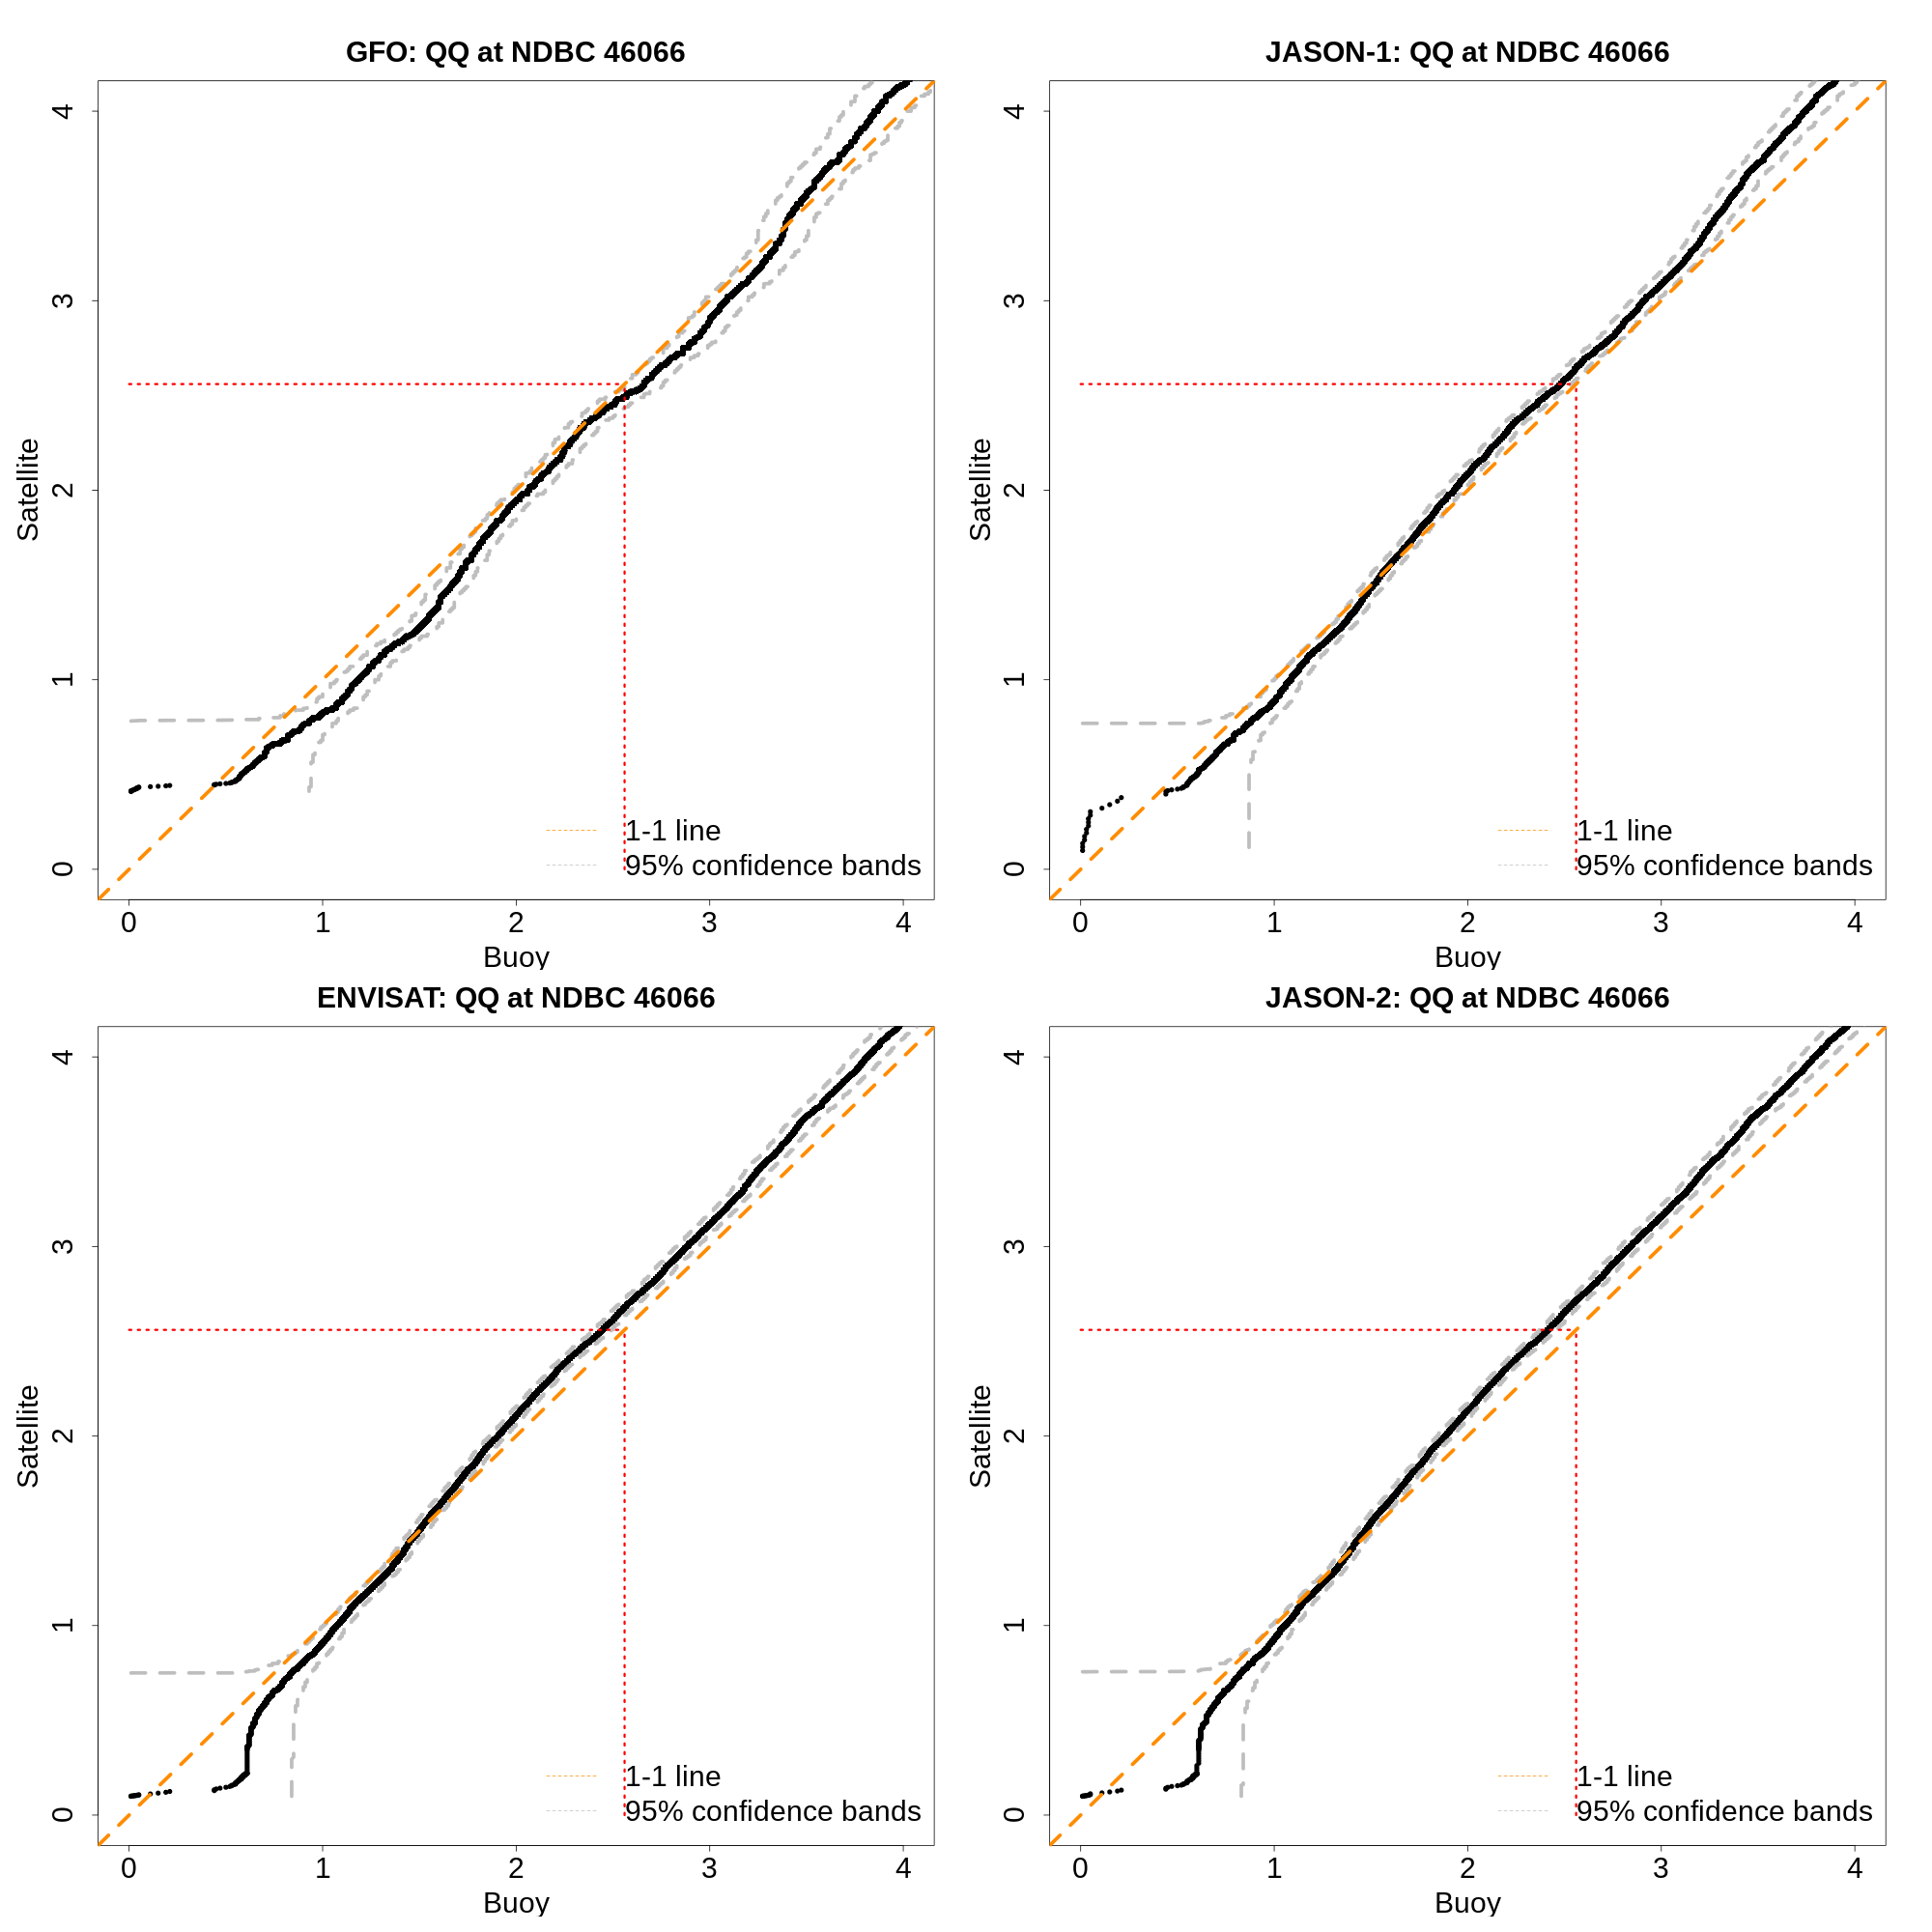 GFO: QQ at NDBC 46066
4
3
2
1
0
Satellite
1-1 line
95% confidence bands
0 1 2 3 4
Buoy
JASON-1: QQ at NDBC 46066
4
3
2
1
0
Satellite
1-1 line
95% confidence bands
0 1 2 3 4
Buoy
ENVISAT: QQ at NDBC 46066
4
3
2
1
0
Satellite
1-1 line
95% confidence bands
0 1 2 3 4
Buoy
JASON-2: QQ at NDBC 46066
4
3
2
1
0
Satellite
1-1 line
95% confidence bands
0 1 2 3 4
Buoy